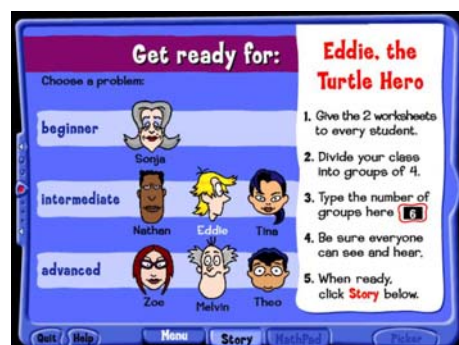 Get ready for:
Choose a problem:
beginner
Sonja
intermediate
Nathan Eddie Tina
advanced
Zoe Melvin Theo
Eddie, the
Turtle Hero
1. Give the 2 worksheets
to every student.
2. Divide your class
into groups of 4.
3. Type the number of
groups here 6
4. Be sure everyone
can see and hear.
5. When ready,
click Story below.
Quit Help Menu Story MathPad Picker